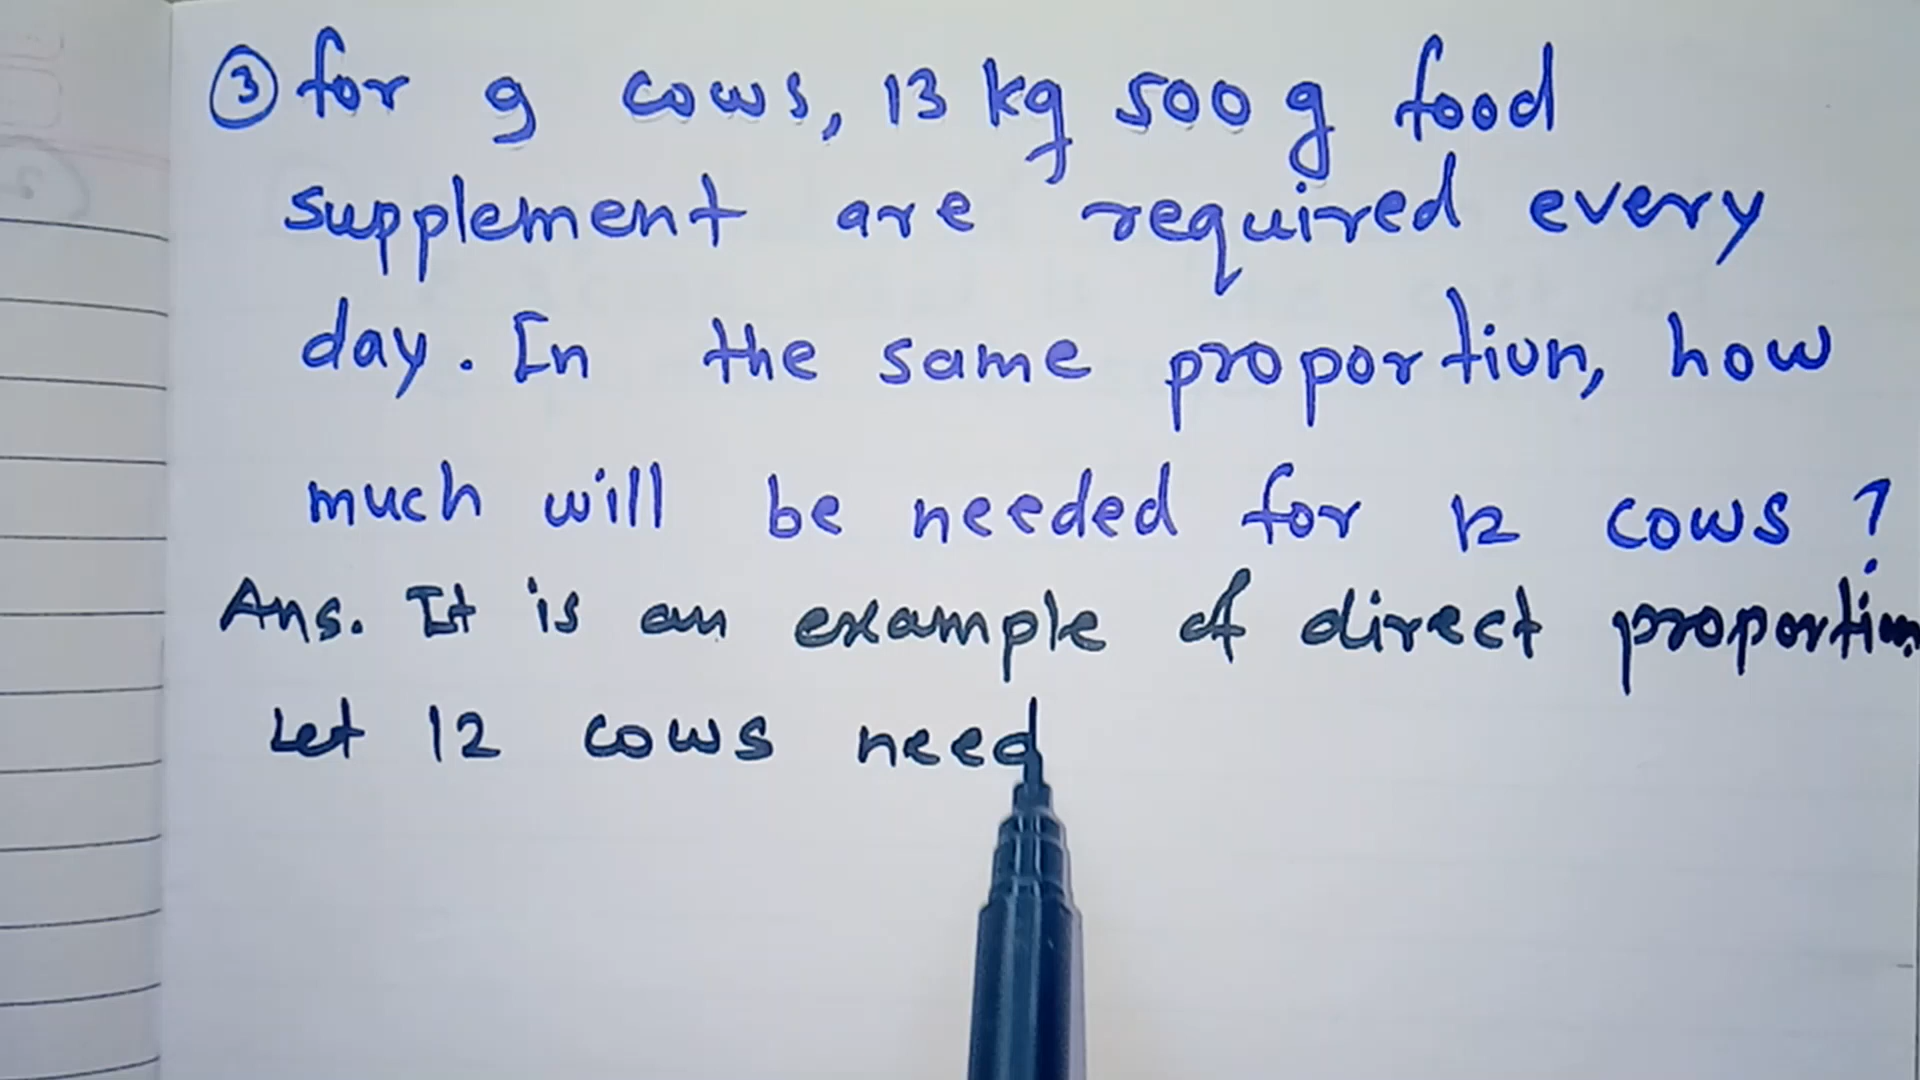 ③ for 9 cows, 13 kg 500 g food
supplement are required every
day. In the same proportion, how
much will be needed for 12 cows ?
Ans. It is an example of direct proportion.
Let 12 cows need